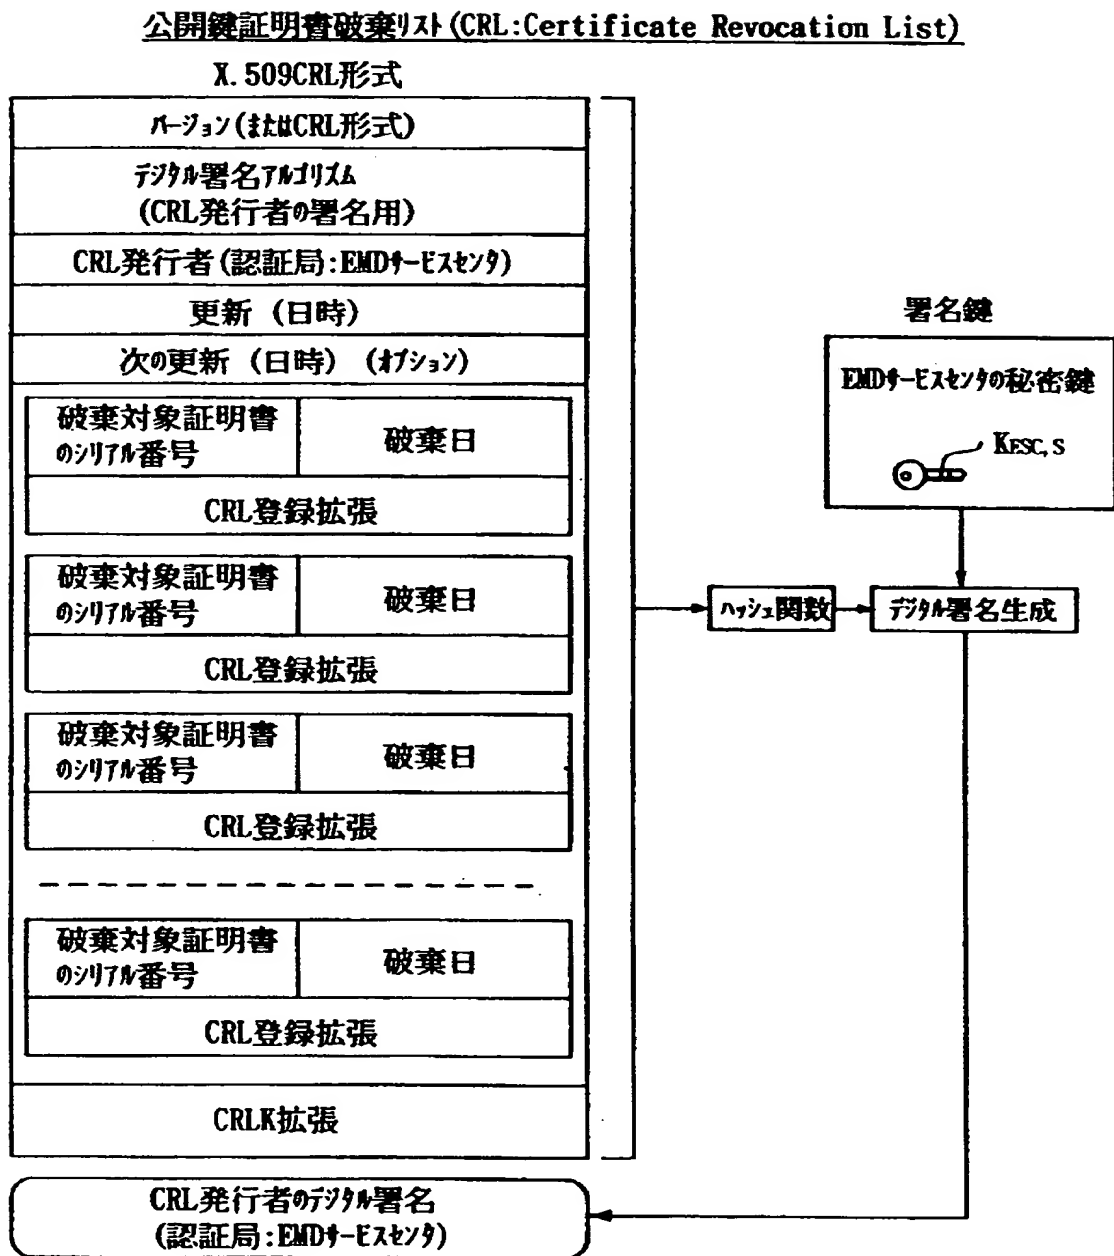 公開鍵証明書破棄リスト(CRL:Certificate Revocation List)
X.509CRL形式
バージョン(またはCRL形式)
デジタル署名アルゴリズム
(CRL発行者の署名用)
CRL発行者(認証局:EMDサービスセンタ)
更新 (日時)
次の更新 (日時) (オプション)
破棄対象証明書
のシリアル番号
破棄日
CRL登録拡張
破棄対象証明書
のシリアル番号
破棄日
CRL登録拡張
破棄対象証明書
のシリアル番号
破棄日
CRL登録拡張
破棄対象証明書
のシリアル番号
破棄日
CRL登録拡張
CRLK拡張
CRL発行者のデジタル署名
(認証局:EMDサービスセンタ)
署名鍵
EMDサービスセンタの秘密鍵
KESC,S
ハッシュ関数
デジタル署名生成